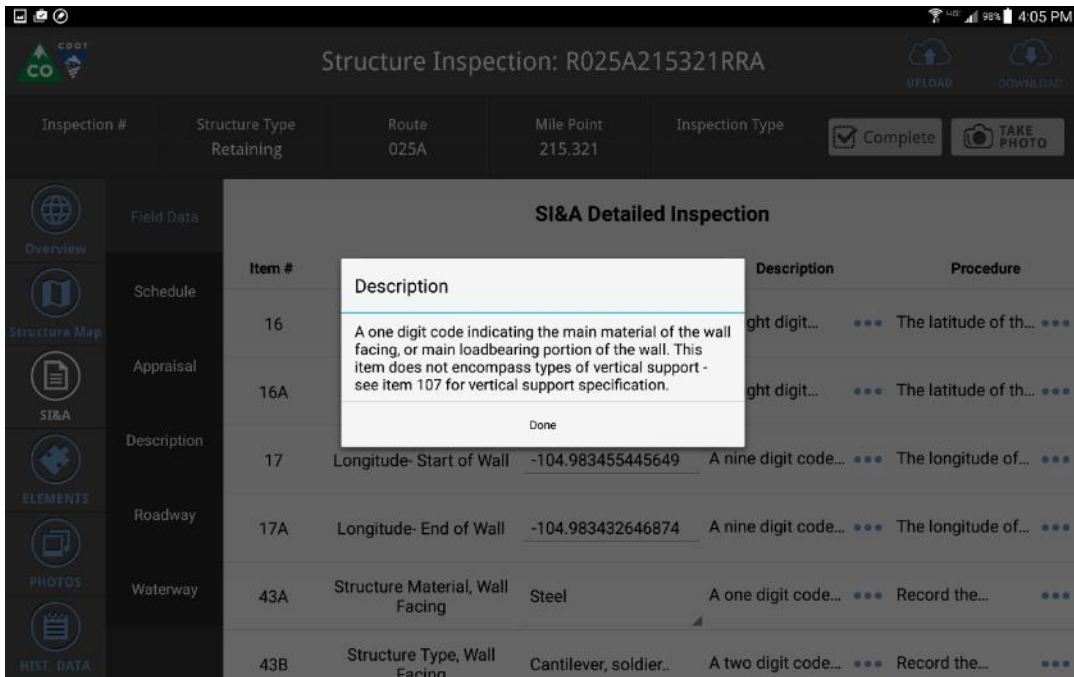 98% 4:05 PM
CO CDOT
Structure Inspection: R025A215321RRA
UPLOAD
DOWNLOAD
Inspection #
Structure Type
Retaining
Route
025A
Mile Point
215.321
Inspection Type
Complete
TAKE
PHOTO
Overview
Structure Map
SI&A
ELEMENTS
PHOTOS
HIST. DATA
Field Data
Schedule
Appraisal
Description
Roadway
Waterway
SI&A Detailed Inspection
Item #
Description
Procedure
Description
A one digit code indicating the main material of the wall
facing, or main loadbearing portion of the wall. This
item does not encompass types of vertical support -
see item 107 for vertical support specification.
Done
16
ght digit...
The latitude of th...
16A
ght digit...
The latitude of th...
17
Longitude- Start of Wall
-104.983455445649
A nine digit code...
The longitude of...
17A
Longitude- End of Wall
-104.983432646874
A nine digit code...
The longitude of...
43A
Structure Material, Wall
Facing
Steel
A one digit code...
Record the...
43B
Structure Type, Wall
Facing
Cantilever, soldier..
A two digit code...
Record the...